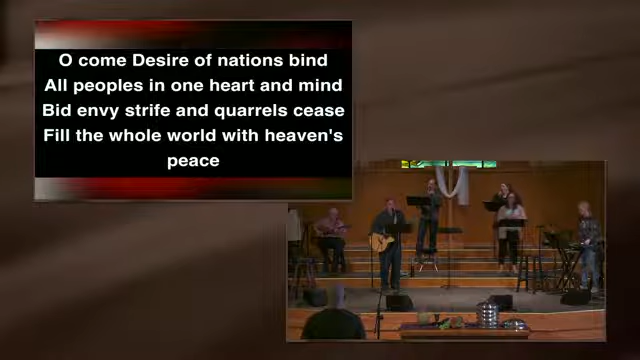 O come Desire of nations bind
All peoples in one heart and mind
Bid envy strife and quarrels cease
Fill the whole world with heaven's
peace